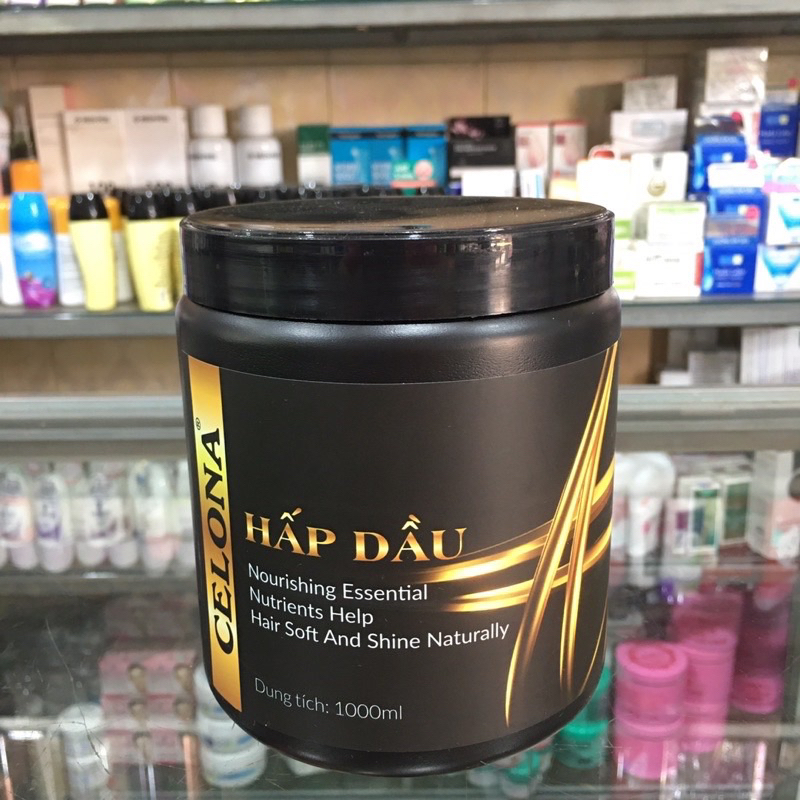 CELONA®
HẤP DẦU
Nourishing Essential
Nutrients Help
Hair Soft And Shine Naturally
Dung tích: 1000ml